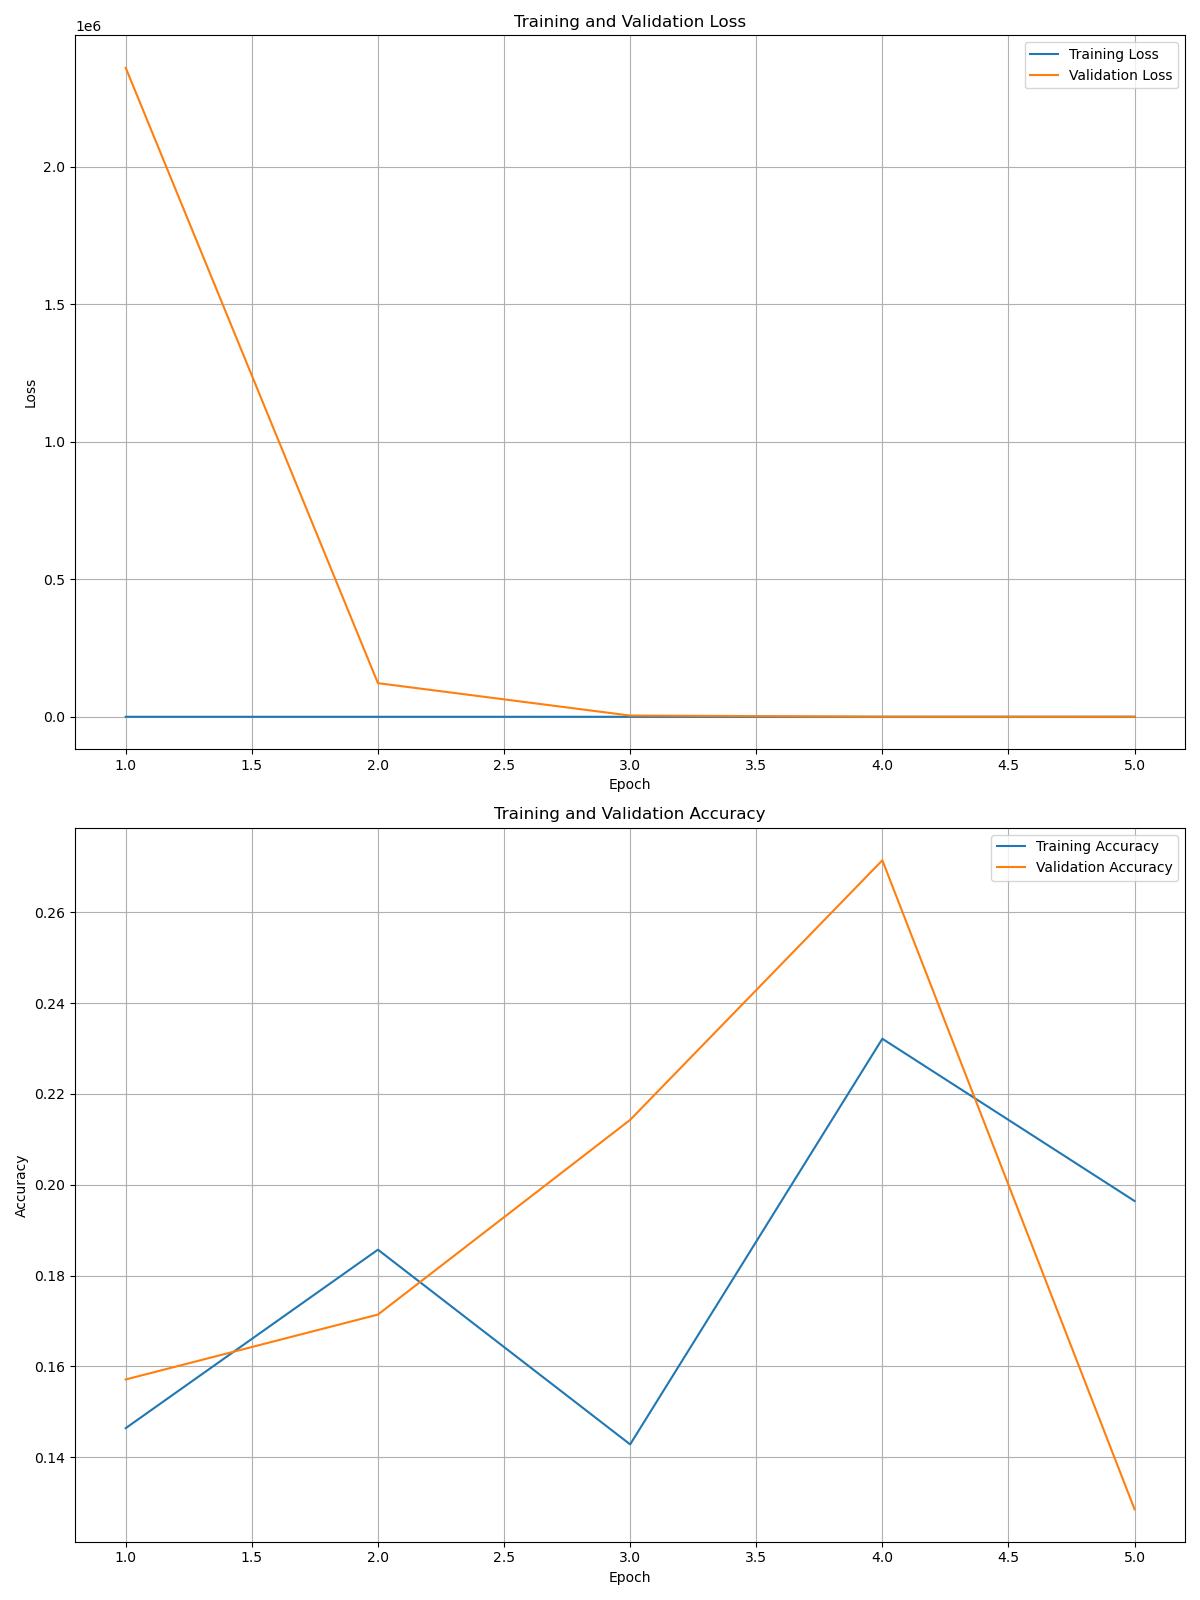 Training and Validation Loss
1e6
Training Loss
Validation Loss
2.0
1.5
1.0
0.5
0.0
Loss
1.0 1.5 2.0 2.5 3.0 3.5 4.0 4.5 5.0
Epoch
Training and Validation Accuracy
Training Accuracy
Validation Accuracy
0.26
0.24
0.22
0.20
0.18
0.16
0.14
Accuracy
1.0 1.5 2.0 2.5 3.0 3.5 4.0 4.5 5.0
Epoch